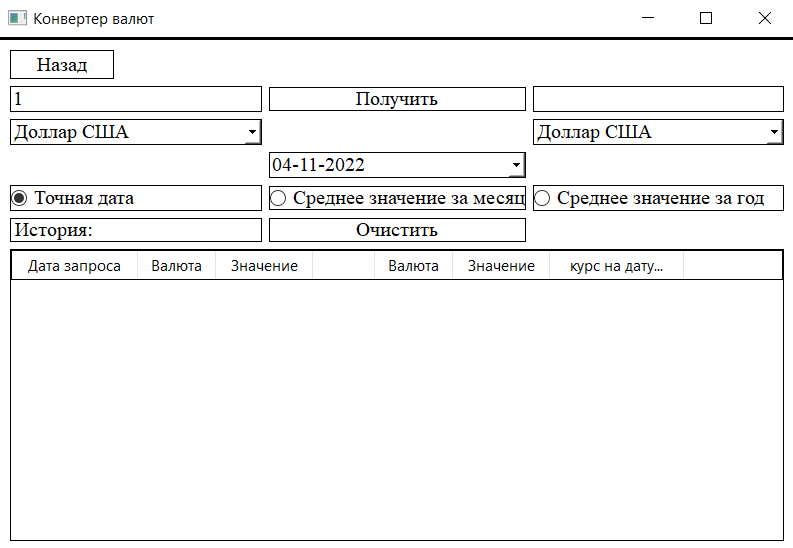 Конвертер валют
Назад
1 Получить
Доллар США Доллар США
04-11-2022
Точная дата Среднее значение за месяц Среднее значение за год
История: Очистить
Дата запроса Валюта Значение Валюта Значение курс на дату...